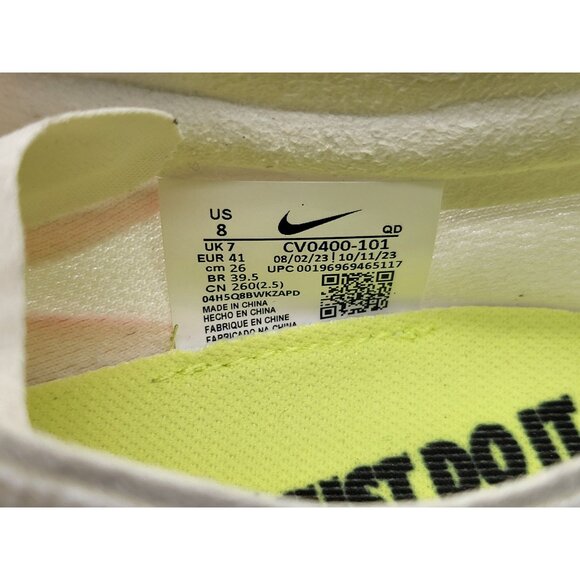 US
8
QD
UK 7
CV0400-101
EUR 41
08/02/23 | 10/11/23
cm 26
UPC 00196969465117
BR 39.5
CN 260(2.5)
04H5Q8BWKZAPD
MADE IN CHINA
HECHO EN CHINA
FABRIQUE EN CHINE
FABRICADO NA CHINA
JUST DO IT